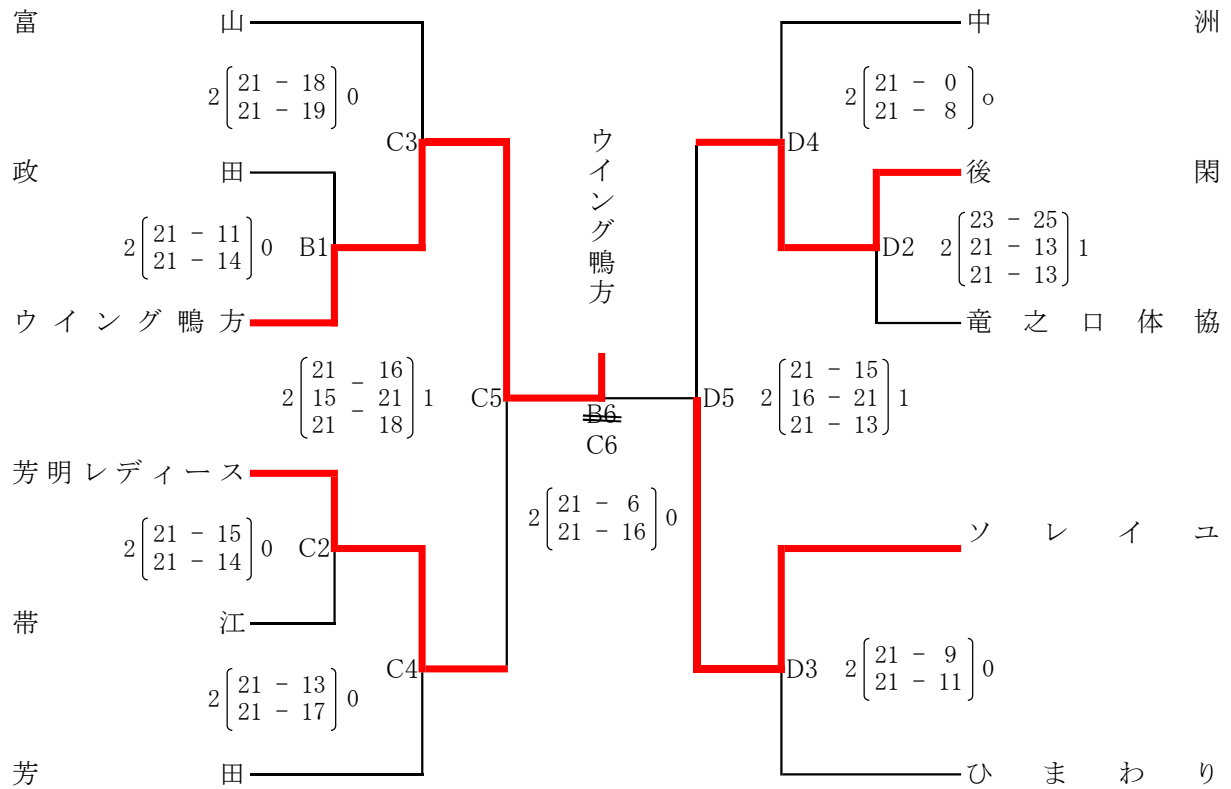 富山
中洲
2 21 - 18 0
21 - 19
2 21 - 0 o
21 - 8
C3
ウイング鴨方
D4
政田
後閑
2 21 - 11 0
21 - 14
B1
D2
2 23 - 25 1
21 - 13
21 - 13
ウイング鴨方
竜之口体協
2 21 - 16 1
15 - 21
21 - 18
C5
B6
C6
D5
2 21 - 15 1
16 - 21
21 - 13
芳明レディース
2 21 - 6 0
21 - 16
ソレイユ
2 21 - 15 0
21 - 14
C2
帯江
C4
D3
2 21 - 9 0
21 - 11
2 21 - 13 0
21 - 17
芳田
ひまわり